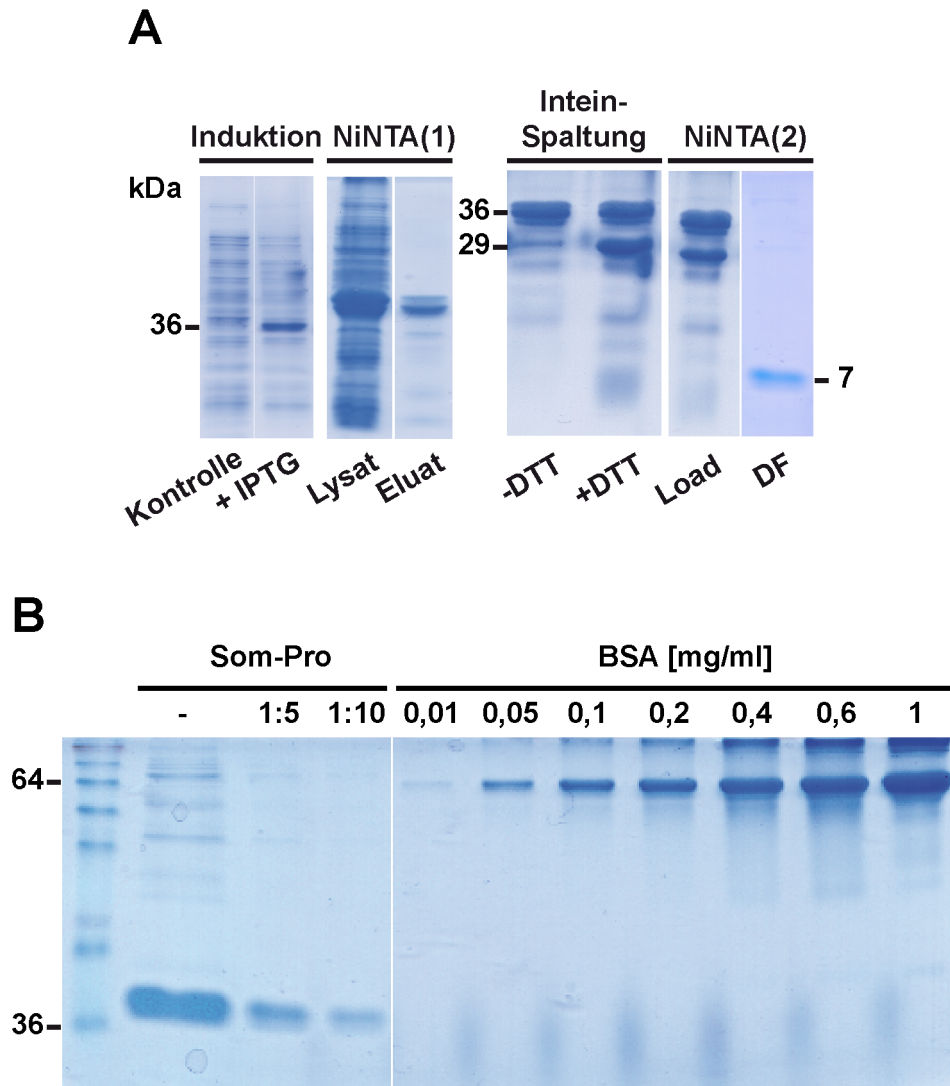 A
Induktion NiNTA(1)
Intein-
Spaltung NiNTA(2)
kDa
36
29
36
7
Kontrolle + IPTG Lysat Eluat -DTT +DTT Load DF
B
Som-Pro BSA [mg/ml]
- 1:5 1:10 0,01 0,05 0,1 0,2 0,4 0,6 1
64
36